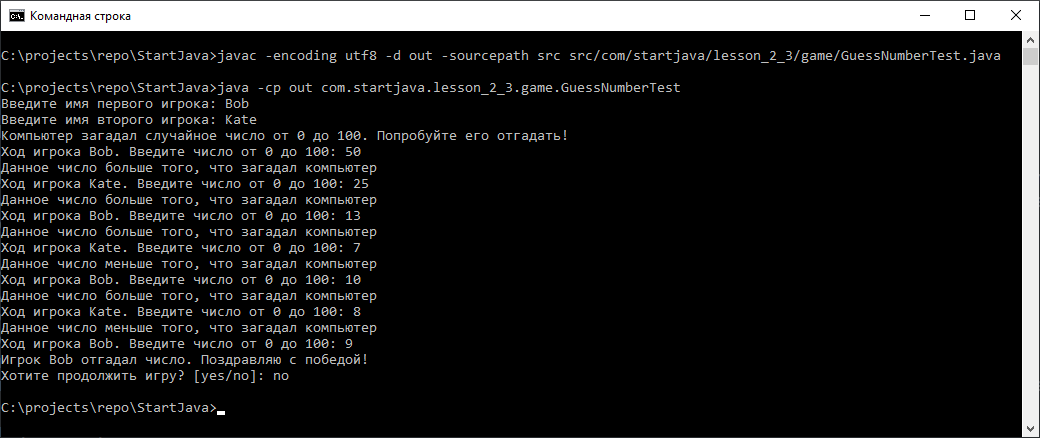 Командная строка
C:\projects\repo\StartJava>javac -encoding utf8 -d out -sourcepath src src/com/startjava/lesson_2_3/game/GuessNumberTest.java
C:\projects\repo\StartJava>java -cp out com.startjava.lesson_2_3.game.GuessNumberTest
Введите имя первого игрока: Bob
Введите имя второго игрока: Kate
Компьютер загадал случайное число от 0 до 100. Попробуйте его отгадать!
Ход игрока Bob. Введите число от 0 до 100: 50
Данное число больше того, что загадал компьютер
Ход игрока Kate. Введите число от 0 до 100: 25
Данное число больше того, что загадал компьютер
Ход игрока Bob. Введите число от 0 до 100: 13
Данное число больше того, что загадал компьютер
Ход игрока Kate. Введите число от 0 до 100: 7
Данное число меньше того, что загадал компьютер
Ход игрока Bob. Введите число от 0 до 100: 10
Данное число больше того, что загадал компьютер
Ход игрока Kate. Введите число от 0 до 100: 8
Данное число меньше того, что загадал компьютер
Ход игрока Bob. Введите число от 0 до 100: 9
Игрок Bob отгадал число. Поздравляю с победой!
Хотите продолжить игру? [yes/no]: no
C:\projects\repo\StartJava>